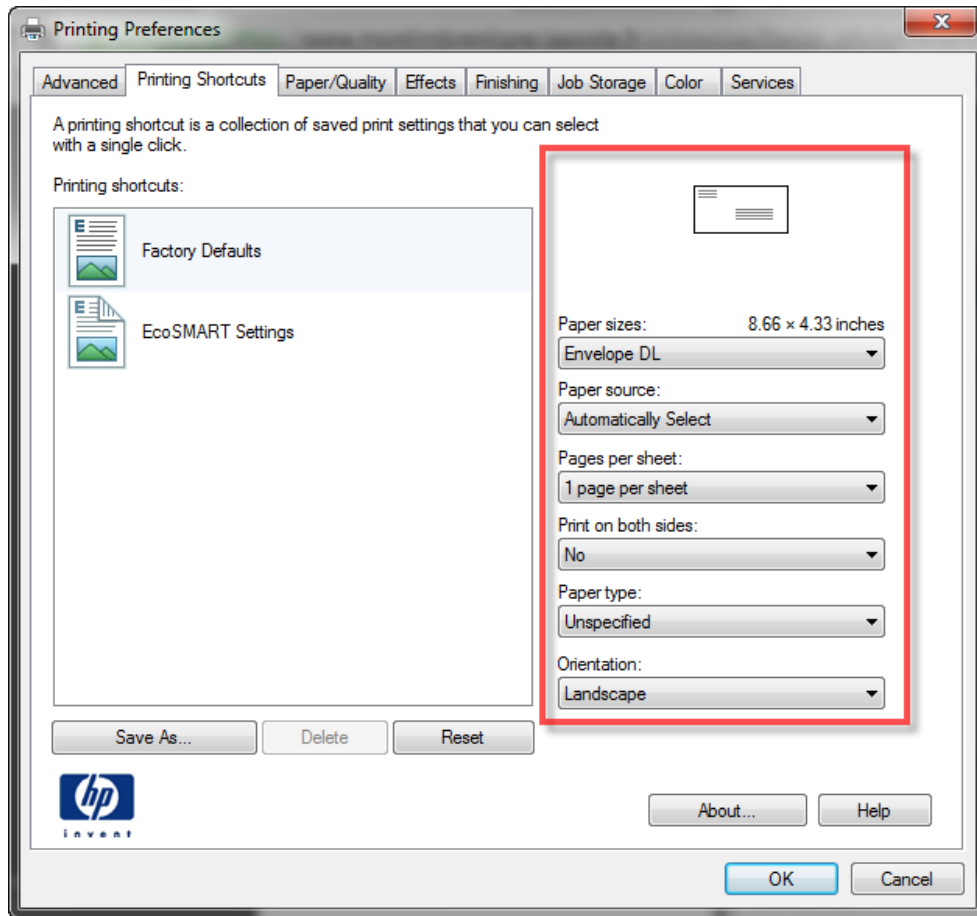 Printing Preferences
Advanced Printing Shortcuts Paper/Quality Effects Finishing Job Storage Color Services
A printing shortcut is a collection of saved print settings that you can select
with a single click.
Printing shortcuts:
E
Factory Defaults
E
EcoSMART Settings
Paper sizes: 8.66 × 4.33 inches
Envelope DL
Paper source:
Automatically Select
Pages per sheet:
1 page per sheet
Print on both sides:
No
Paper type:
Unspecified
Orientation:
Landscape
Save As... Delete Reset
hp
invent
About... Help
OK Cancel